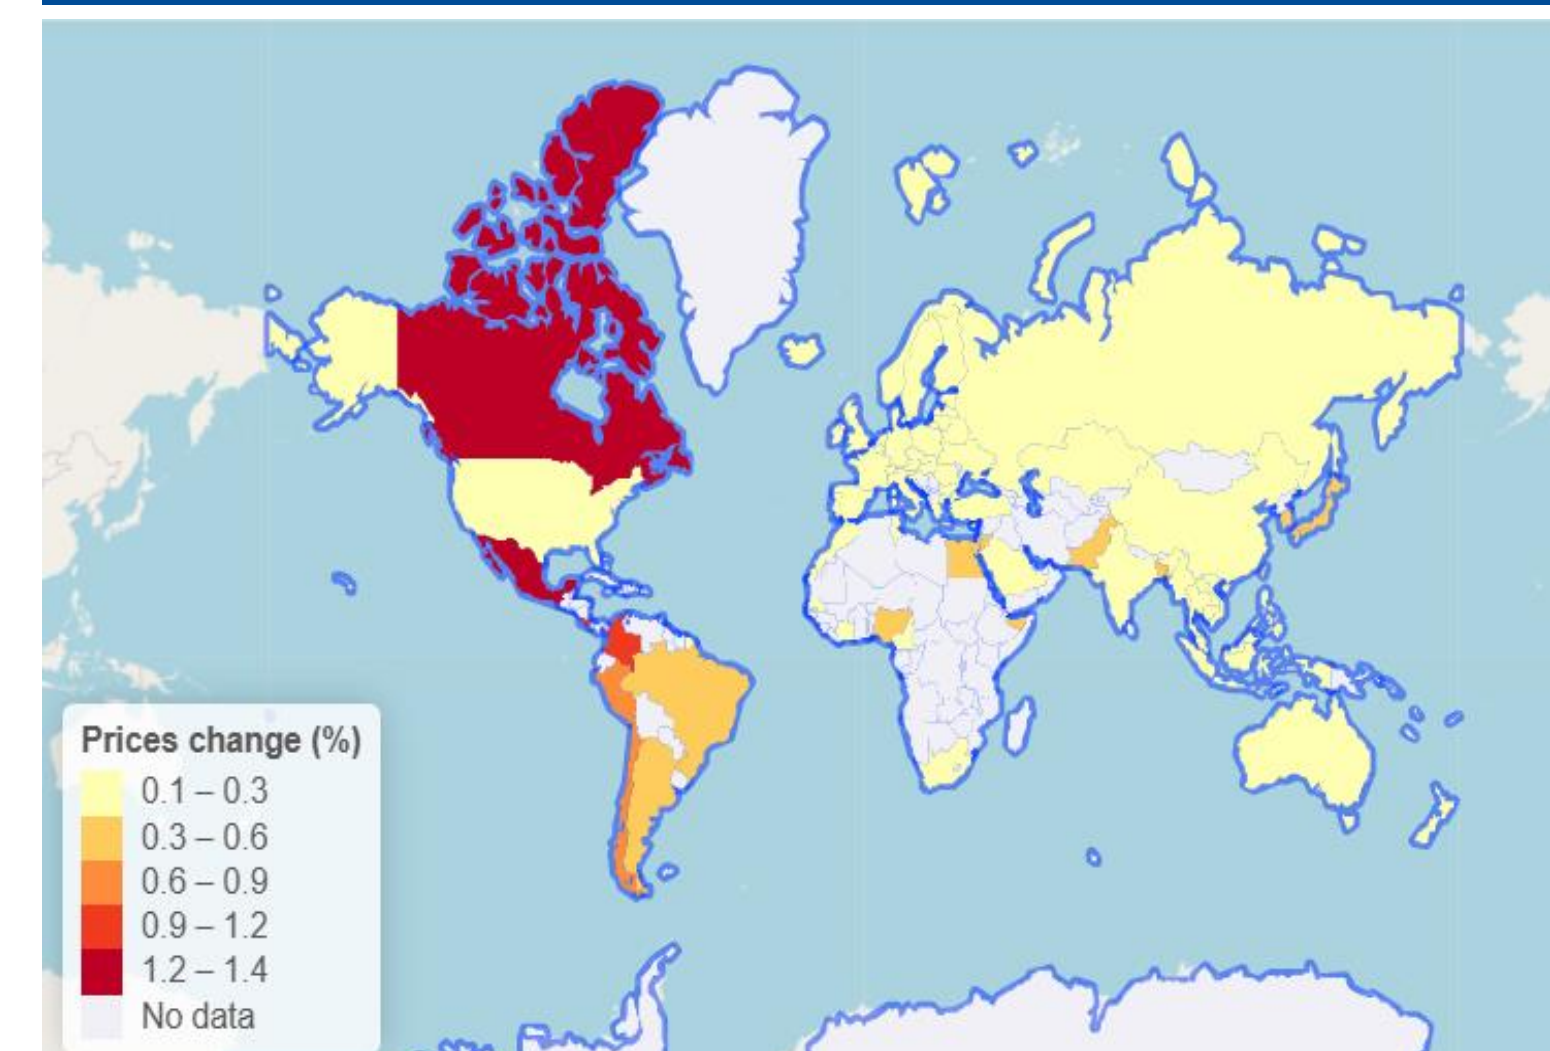 Prices change (%)
0.1 – 0.3
0.3 – 0.6
0.6 – 0.9
0.9 – 1.2
1.2 – 1.4
No data